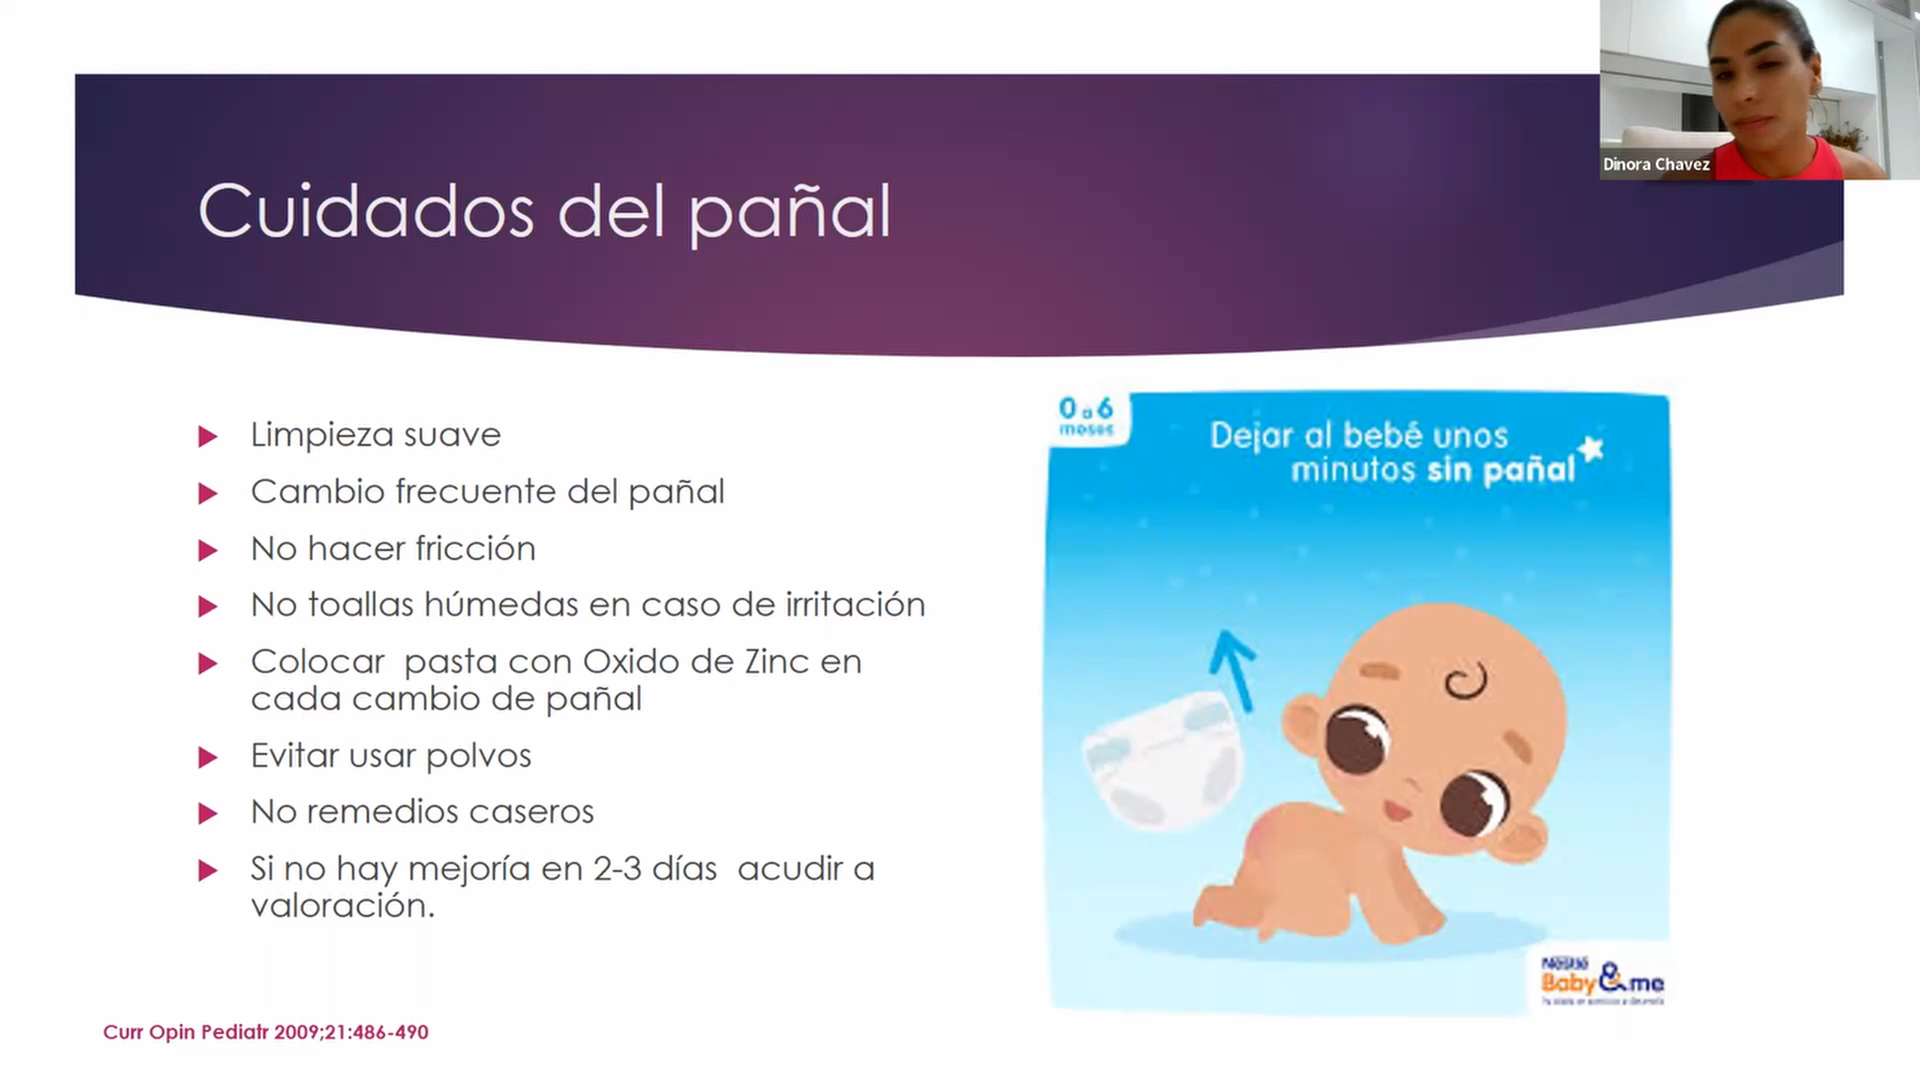 Dinora Chavez
Cuidados del pañal
Limpieza suave
Cambio frecuente del pañal
No hacer fricción
No toallas húmedas en caso de irritación
Colocar  pasta con Oxido de Zinc en
cada cambio de pañal
Evitar usar polvos
No remedios caseros
Si no hay mejoría en 2-3 días  acudir a
valoración.
0 a 6
meses
Dejar al bebé unos
minutos sin pañal
Nestlé
Baby & me
Curr Opin Pediatr 2009;21:486-490